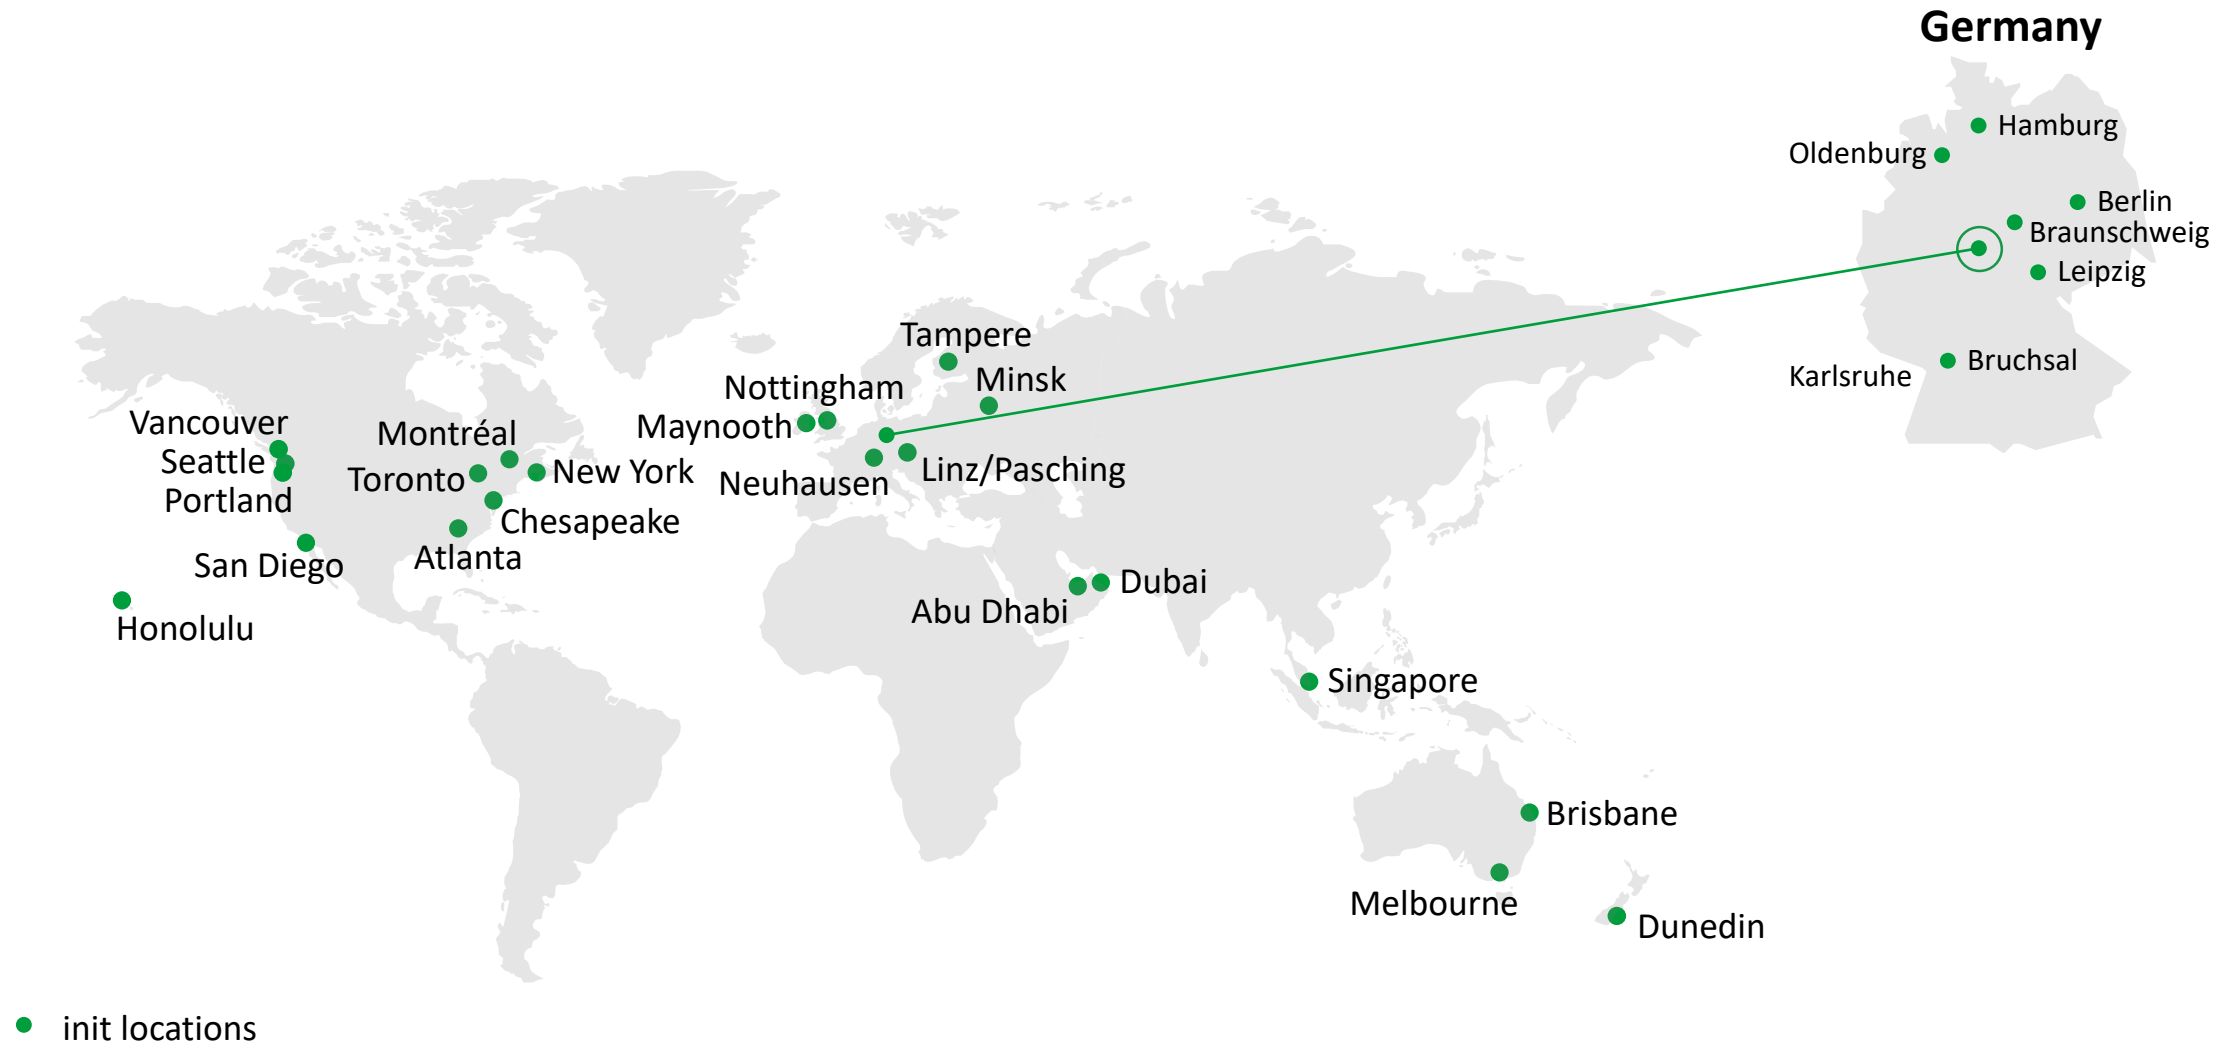 Germany
Hamburg
Oldenburg
Berlin
Braunschweig
Leipzig
Bruchsal
Karlsruhe
Tampere
Minsk
Nottingham
Maynooth
Neuhausen
Linz/Pasching
Vancouver
Seattle
Portland
San Diego
Honolulu
Montréal
Toronto
New York
Chesapeake
Atlanta
Dubai
Abu Dhabi
Singapore
Brisbane
Melbourne
Dunedin
init locations